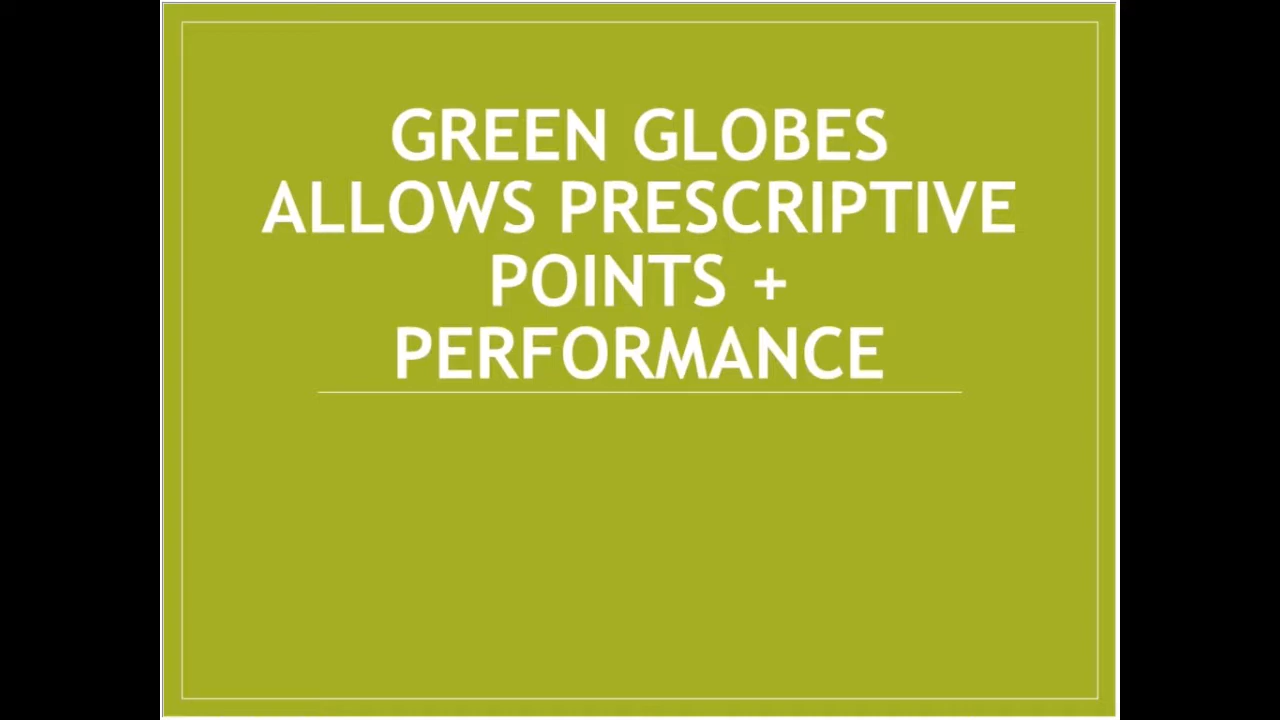 GREEN GLOBES
ALLOWS PRESCRIPTIVE
POINTS +
PERFORMANCE